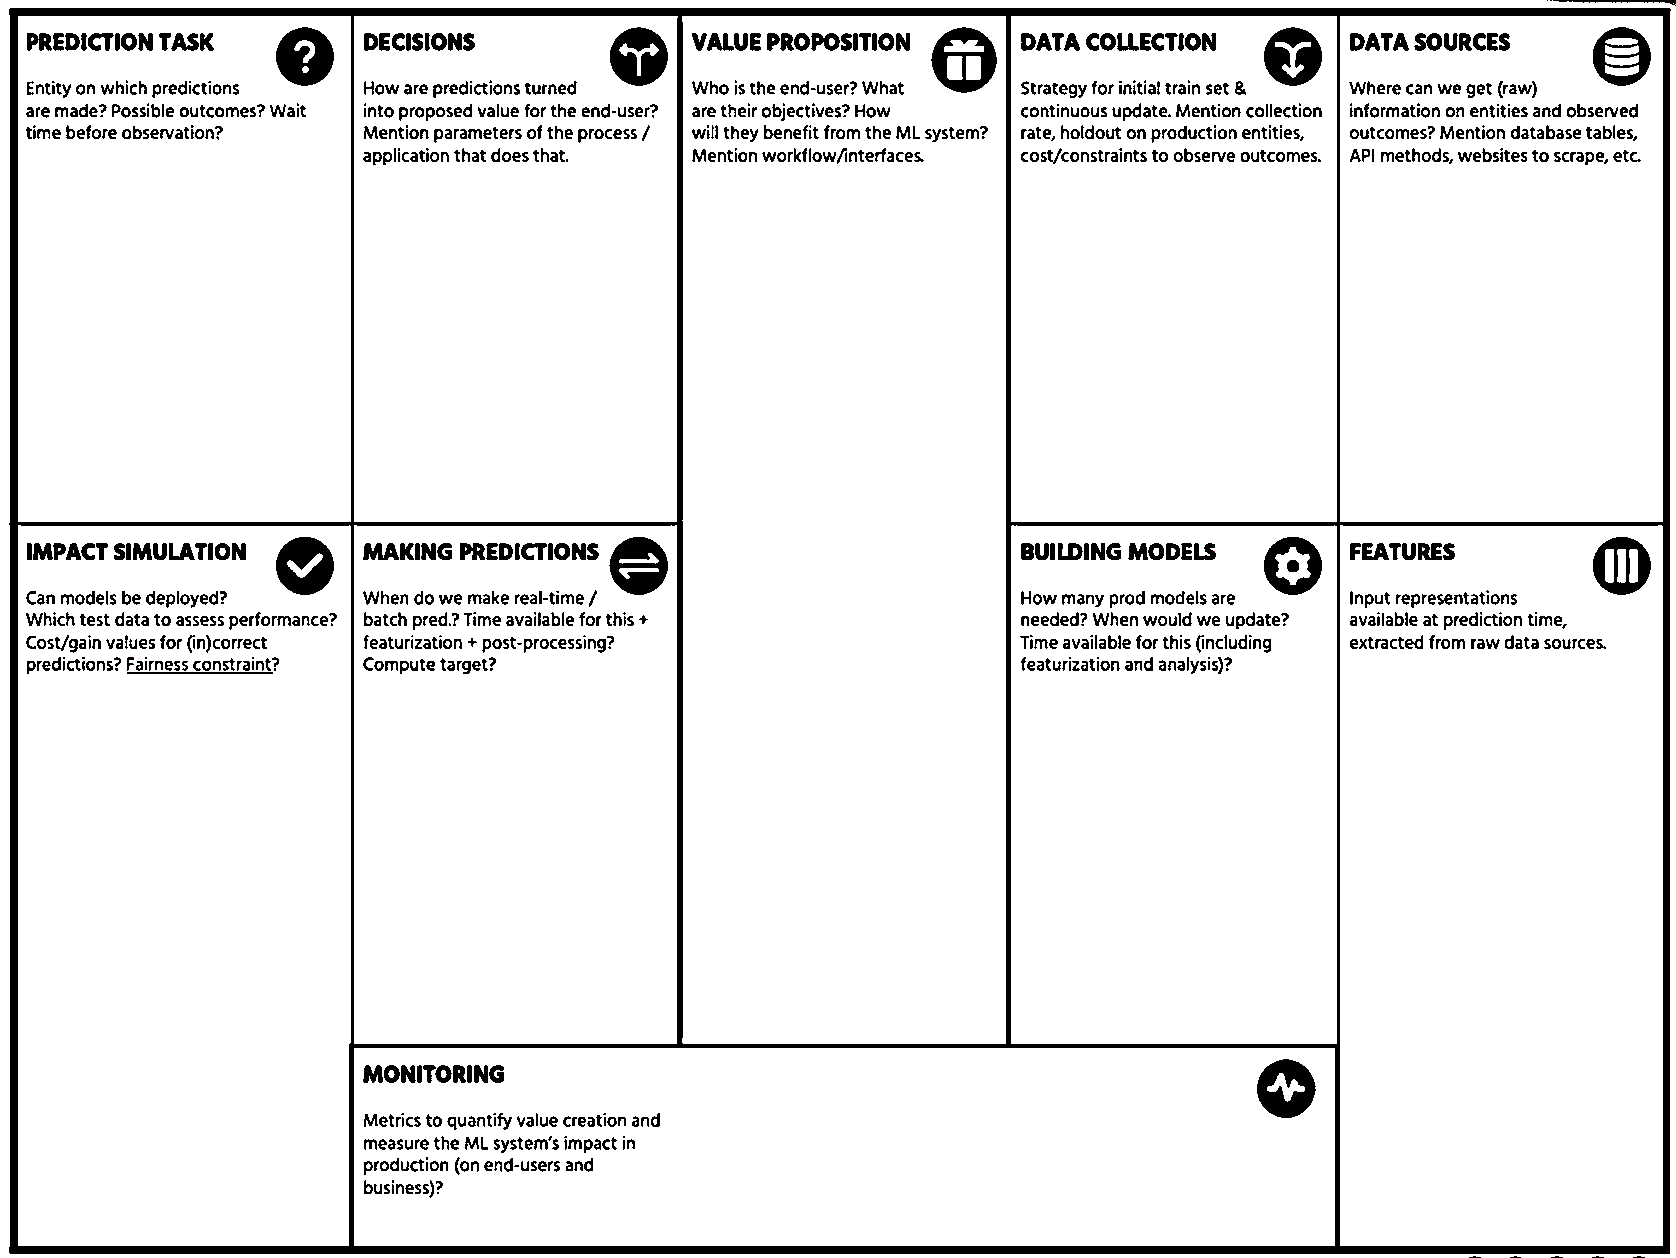 PREDICTION TASK
Entity on which predictions
are made? Possible outcomes? Wait
time before observation?
DECISIONS
How are predictions turned
into proposed value for the end-user?
Mention parameters of the process /
application that does that.
VALUE PROPOSITION
Who is the end-user? What
are their objectives? How
will they benefit from the ML system?
Mention workflow/interfaces.
DATA COLLECTION
Strategy for initial train set &
continuous update. Mention collection
rate, holdout on production entities,
cost/constraints to observe outcomes.
DATA SOURCES
Where can we get (raw)
information on entities and observed
outcomes? Mention database tables,
API methods, websites to scrape, etc.
IMPACT SIMULATION
Can models be deployed?
Which test data to assess performance?
Cost/gain values for (in)correct
predictions? Fairness constraint?
MAKING PREDICTIONS
When do we make real-time /
batch pred.? Time available for this +
featurization + post-processing?
Compute target?
BUILDING MODELS
How many prod models are
needed? When would we update?
Time available for this (including
featurization and analysis)?
FEATURES
Input representations
available at prediction time,
extracted from raw data sources.
MONITORING
Metrics to quantify value creation and
measure the ML system's impact in
production (on end-users and
business)?